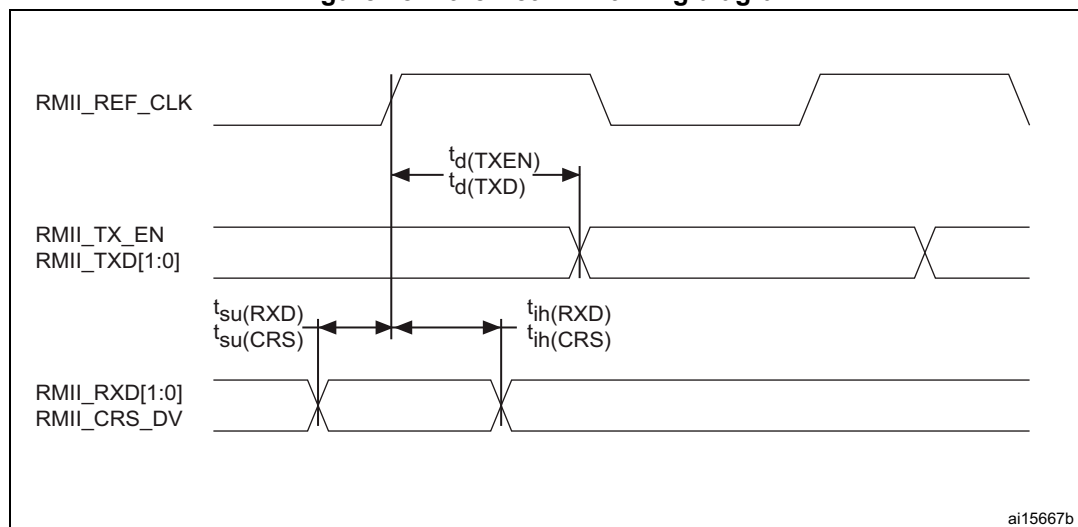 RMII_REF_CLK
td(TXEN)
td(TXD)
RMII_TX_EN
RMII_TXD[1:0]
tsu(RXD)
tsu(CRS)
tih(RXD)
tih(CRS)
RMII_RXD[1:0]
RMII_CRS_DV
ai15667b